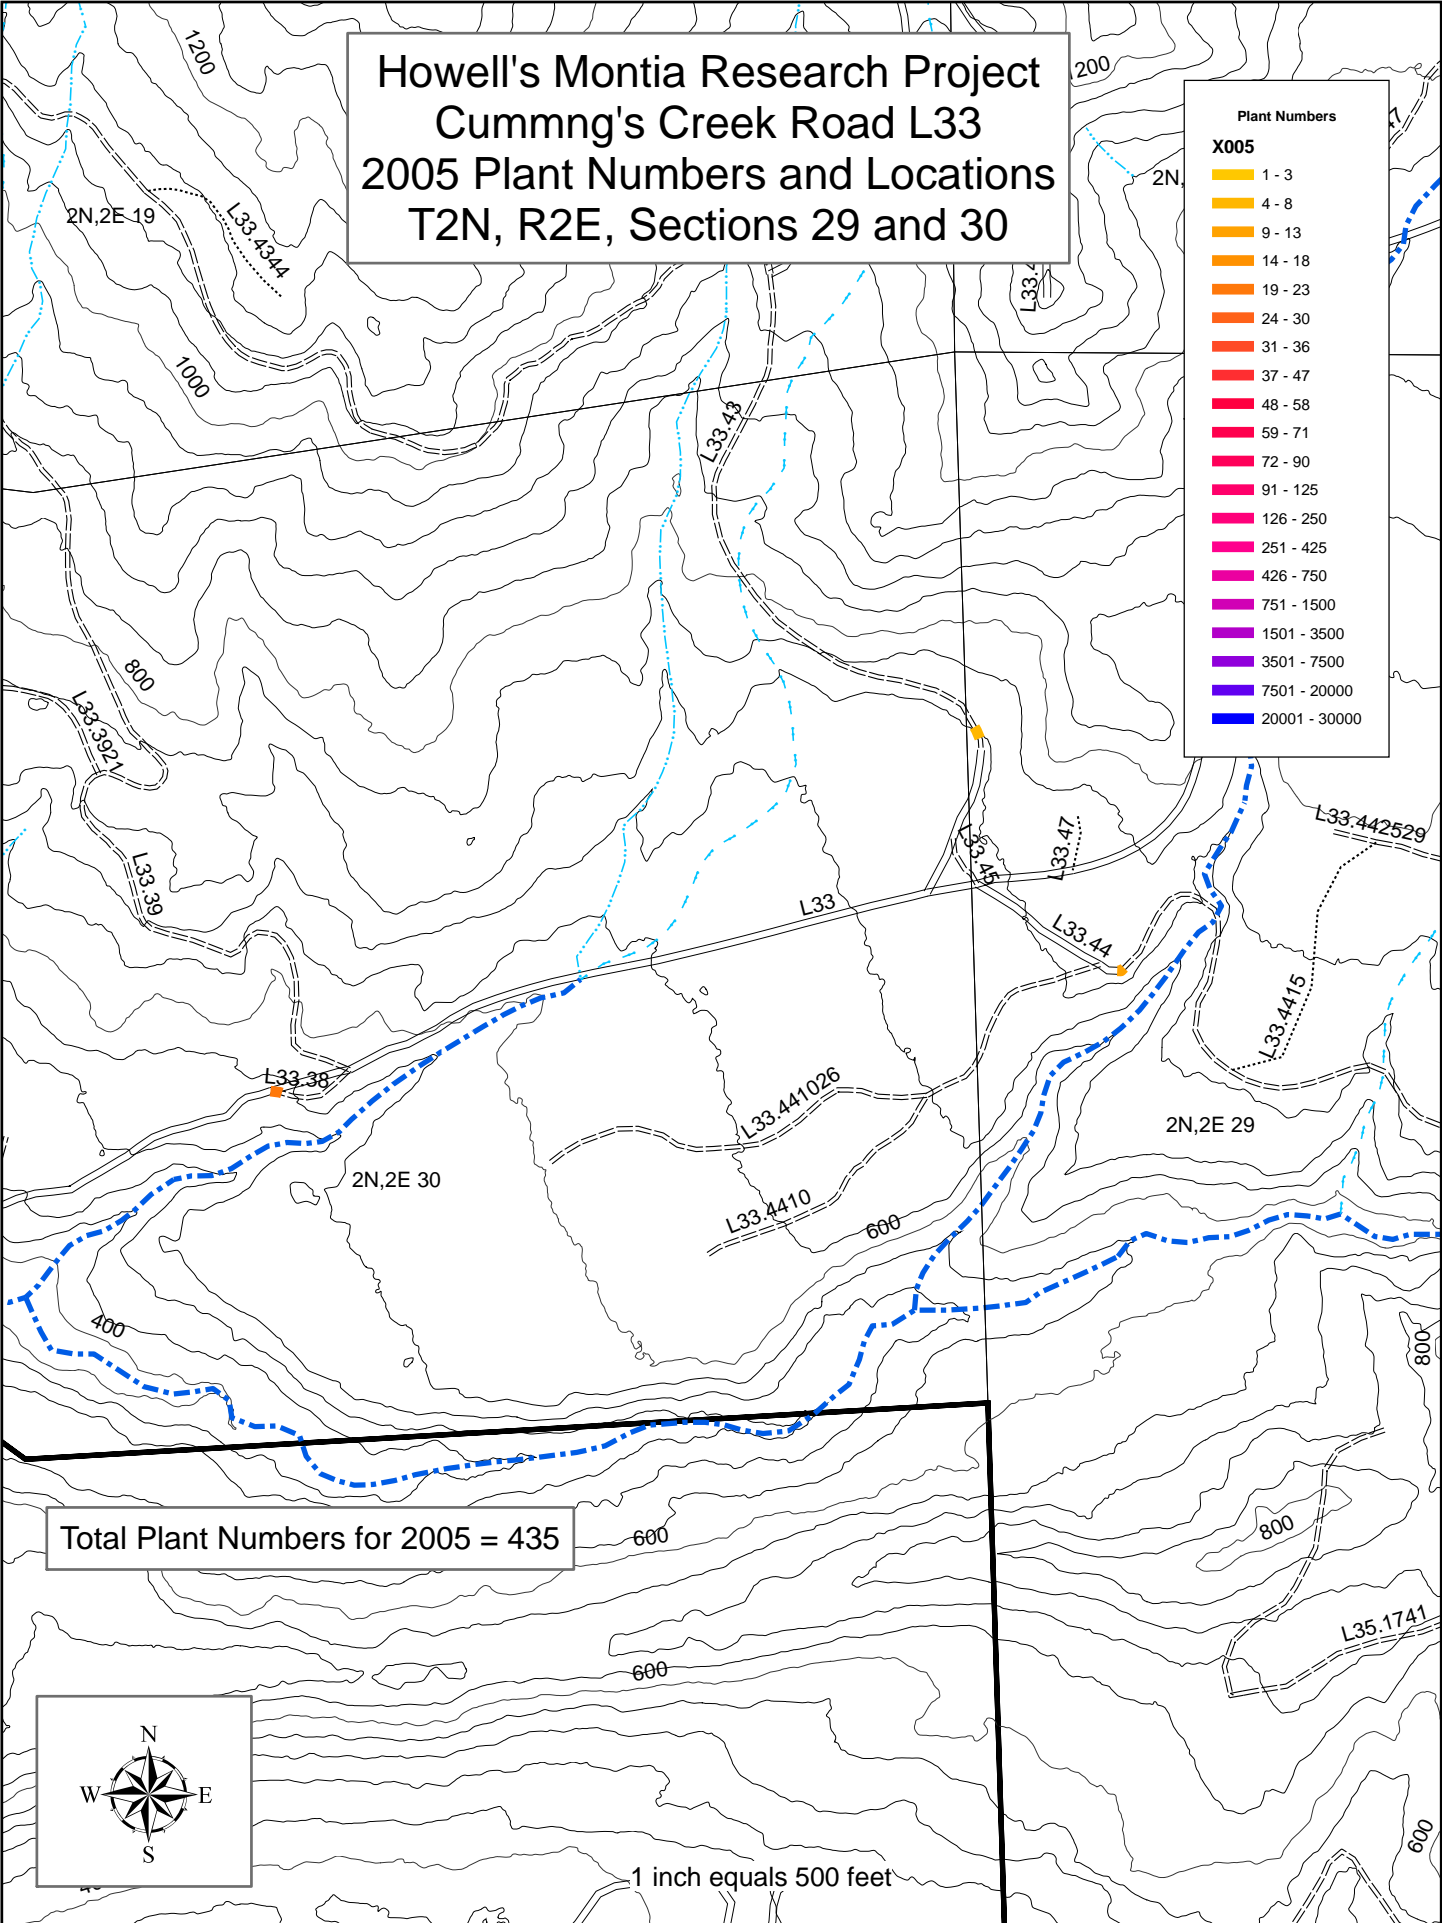 Howell's Montia Research Project
Cummng's Creek Road L33
2005 Plant Numbers and Locations
T2N, R2E, Sections 29 and 30
Plant Numbers
X005
1 - 3
4 - 8
9 - 13
14 - 18
19 - 23
24 - 30
31 - 36
37 - 47
48 - 58
59 - 71
72 - 90
91 - 125
126 - 250
251 - 425
426 - 750
751 - 1500
1501 - 3500
3501 - 7500
7501 - 20000
20001 - 30000
1200
200
47
2N,
2N,2E 19
L33.4344
L33.4
1000
L33.43
800
L33.3921
L33.39
L33.45
L33.47
L33.442529
L33
L33.44
L33.4415
L33.38
L33.441026
2N,2E 29
2N,2E 30
L33.4410
600
400
800
Total Plant Numbers for 2005 = 435
600
800
L35.1741
600
N
W
E
S
600
1 inch equals 500 feet